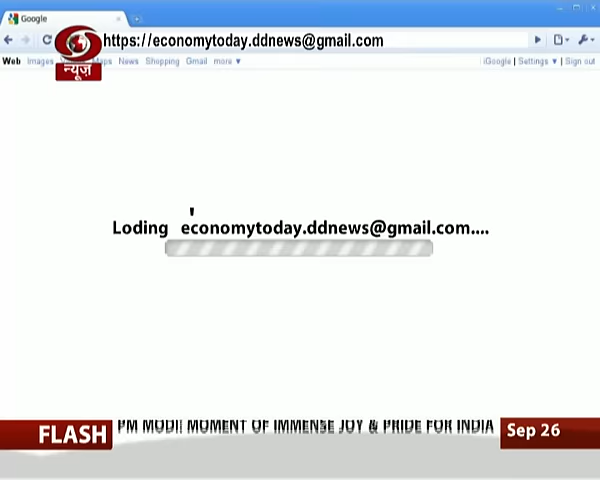 Google
https://economytoday.ddnews@gmail.com
न्यूज़
Web Images Maps News Shopping Gmail more ▼
iGoogle | Settings ▼ | Sign out
Loding economytoday.ddnews@gmail.com....
FLASH PM MODI: MOMENT OF IMMENSE JOY & PRIDE FOR INDIA Sep 26